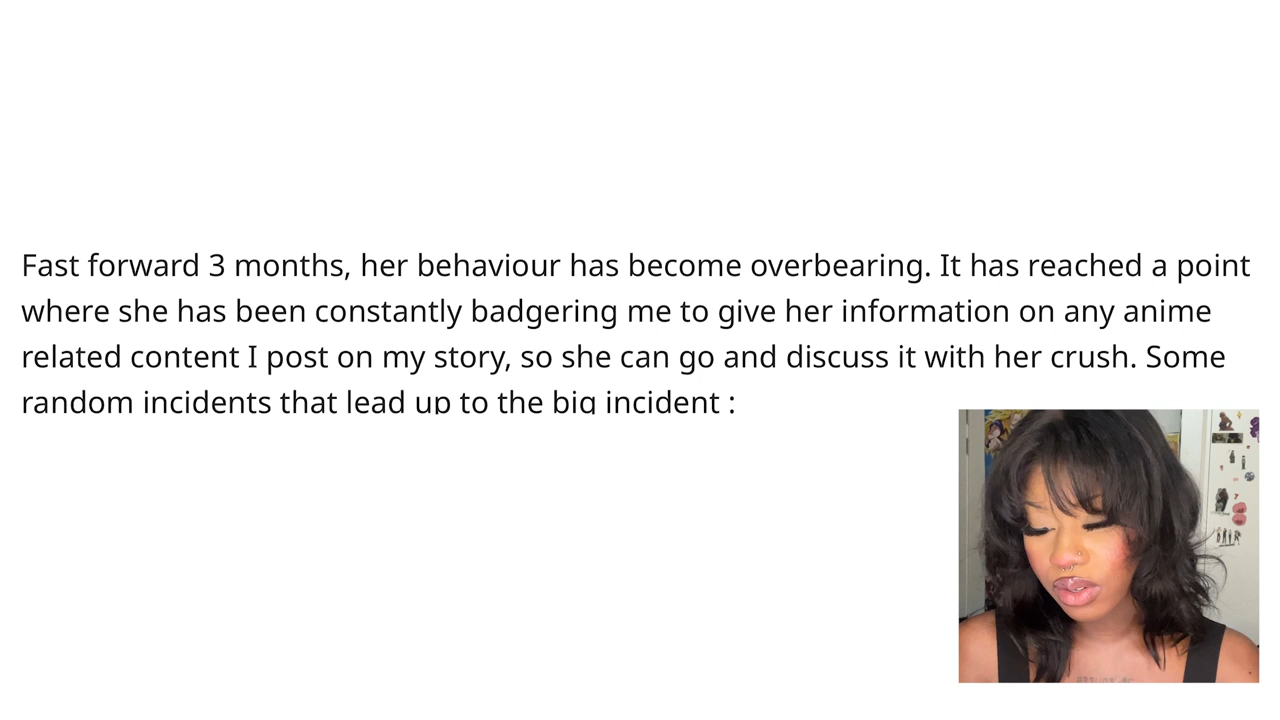 Fast forward 3 months, her behaviour has become overbearing. It has reached a point
where she has been constantly badgering me to give her information on any anime
related content I post on my story, so she can go and discuss it with her crush. Some
random incidents that lead up to the big incident :